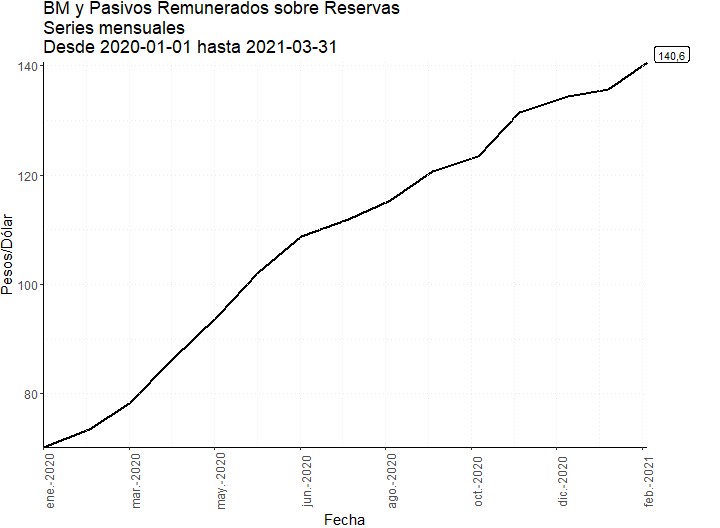 BM y Pasivos Remunerados sobre Reservas
Series mensuales
Desde 2020-01-01 hasta 2021-03-31
140,6
140
120
100
80
Pesos/Dólar
ene.-2020
mar.-2020
may.-2020
jun.-2020
ago.-2020
oct.-2020
dic.-2020
feb.-2021
Fecha